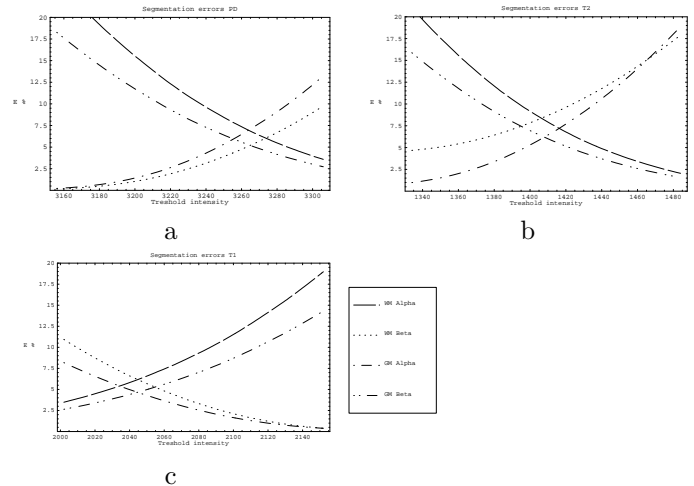 Segmentation errors PD
20
17.5
15
12.5
10
7.5
5
2.5
E %
3160 3180 3200 3220 3240 3260 3280 3300
Treshold intensity
a
Segmentation errors T2
20
17.5
15
12.5
10
7.5
5
2.5
E %
1340 1360 1380 1400 1420 1440 1460 1480
Treshold intensity
b
Segmentation errors T1
20
17.5
15
12.5
10
7.5
5
2.5
E %
2000 2020 2040 2060 2080 2100 2120 2140
Treshold intensity
c
WM Alpha
WM Beta
GM Alpha
GM Beta